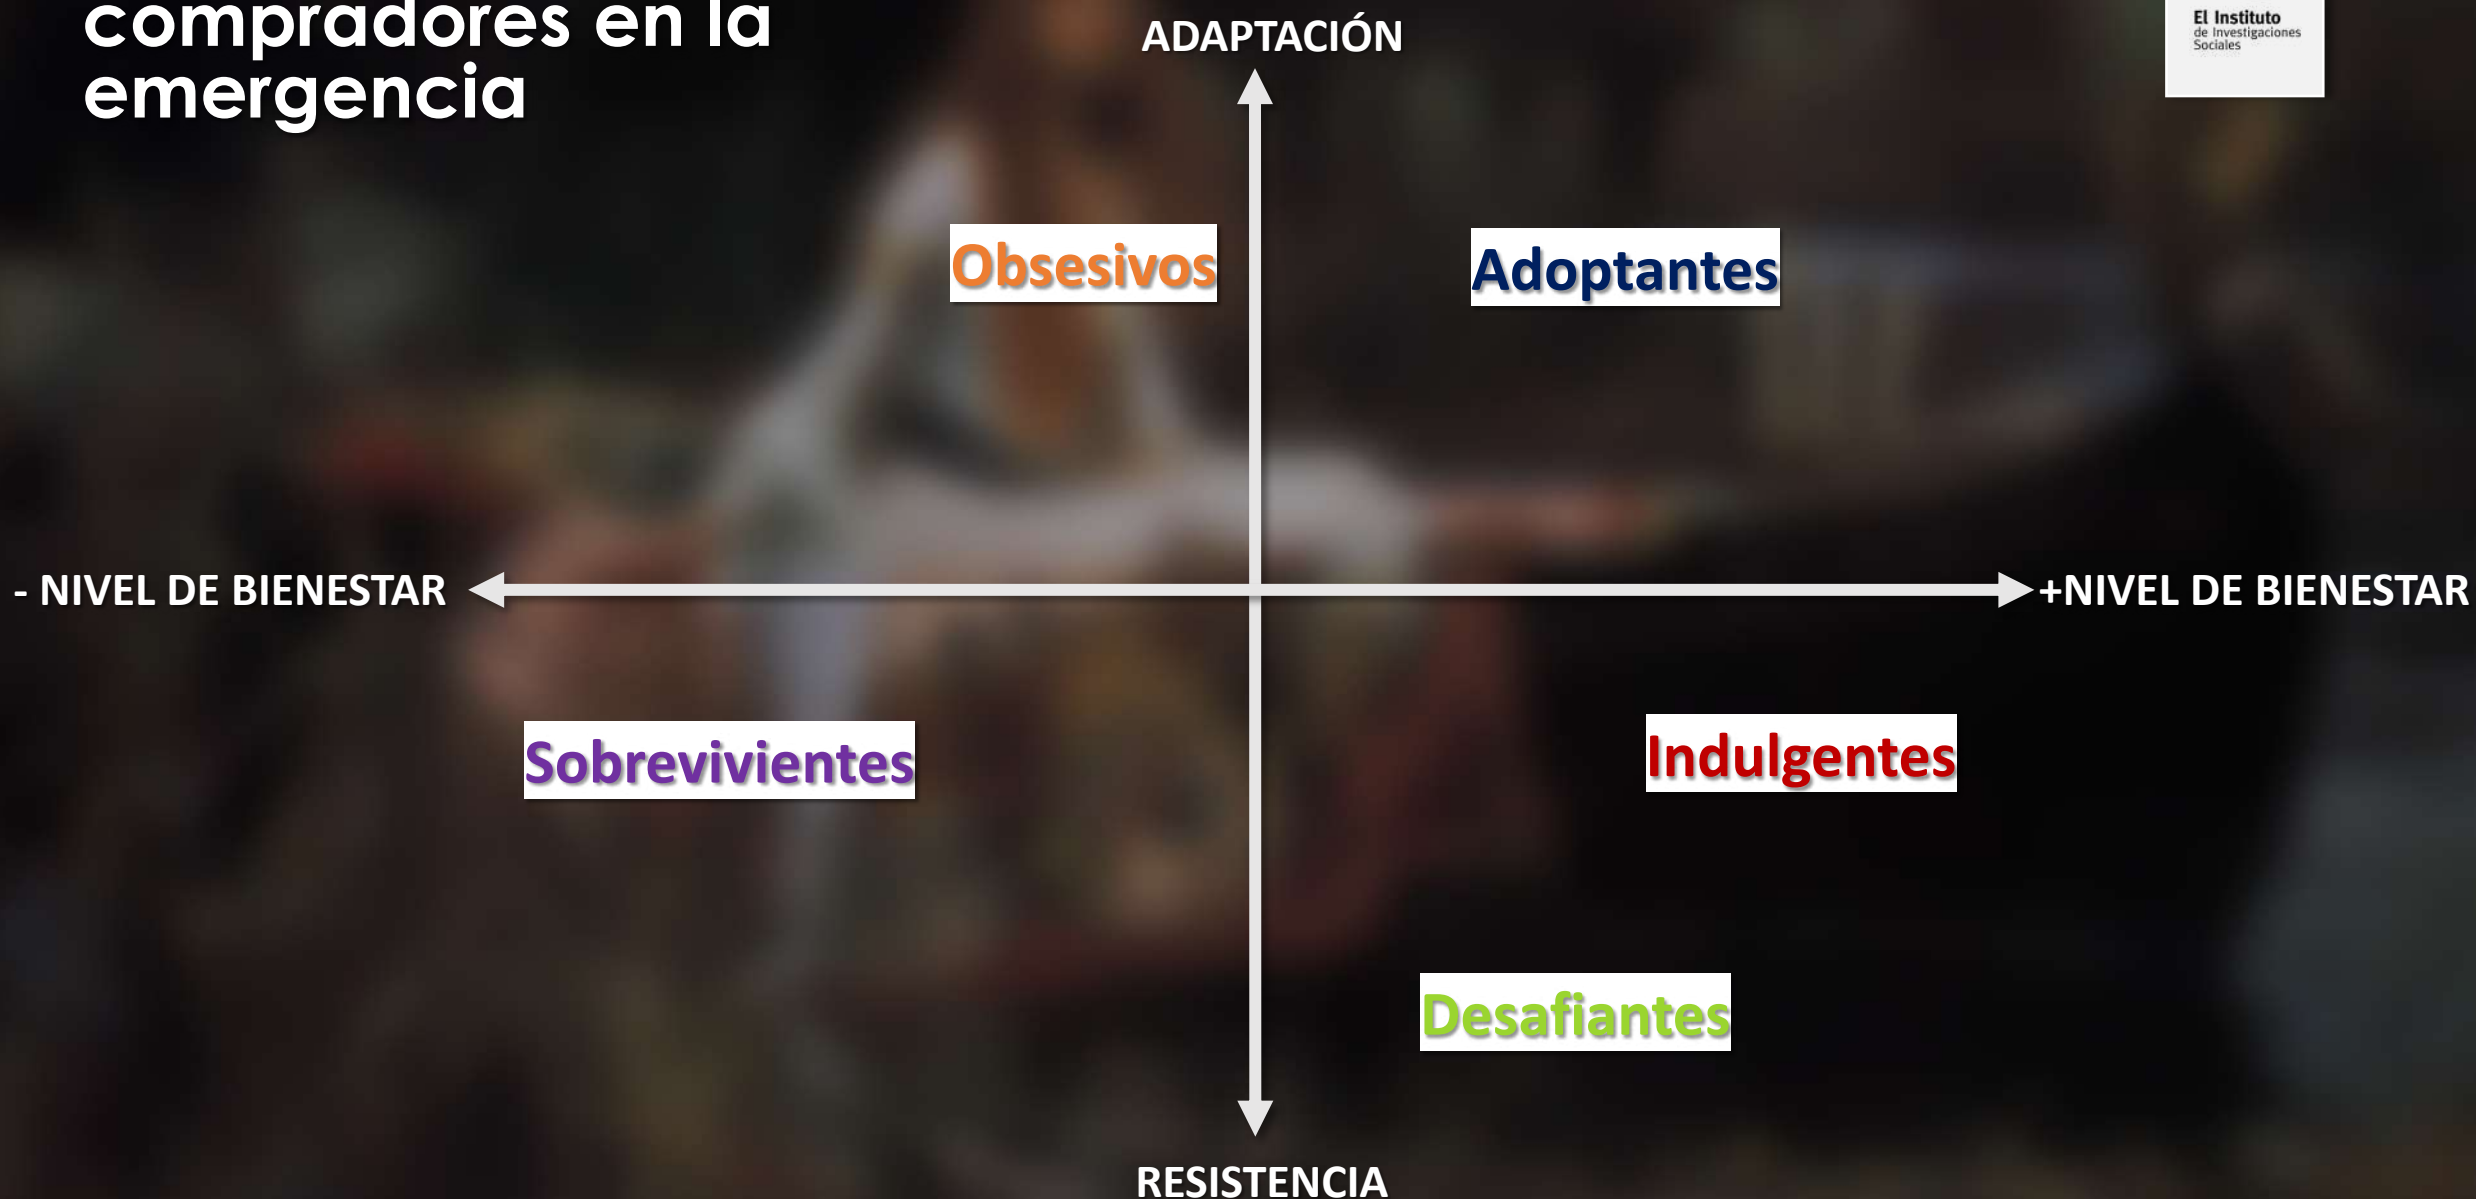 compradores en la
emergencia
El Instituto
de Investigaciones
Sociales
ADAPTACIÓN
Obsesivos
Adoptantes
- NIVEL DE BIENESTAR
+NIVEL DE BIENESTAR
Sobrevivientes
Indulgentes
Desafiantes
RESISTENCIA